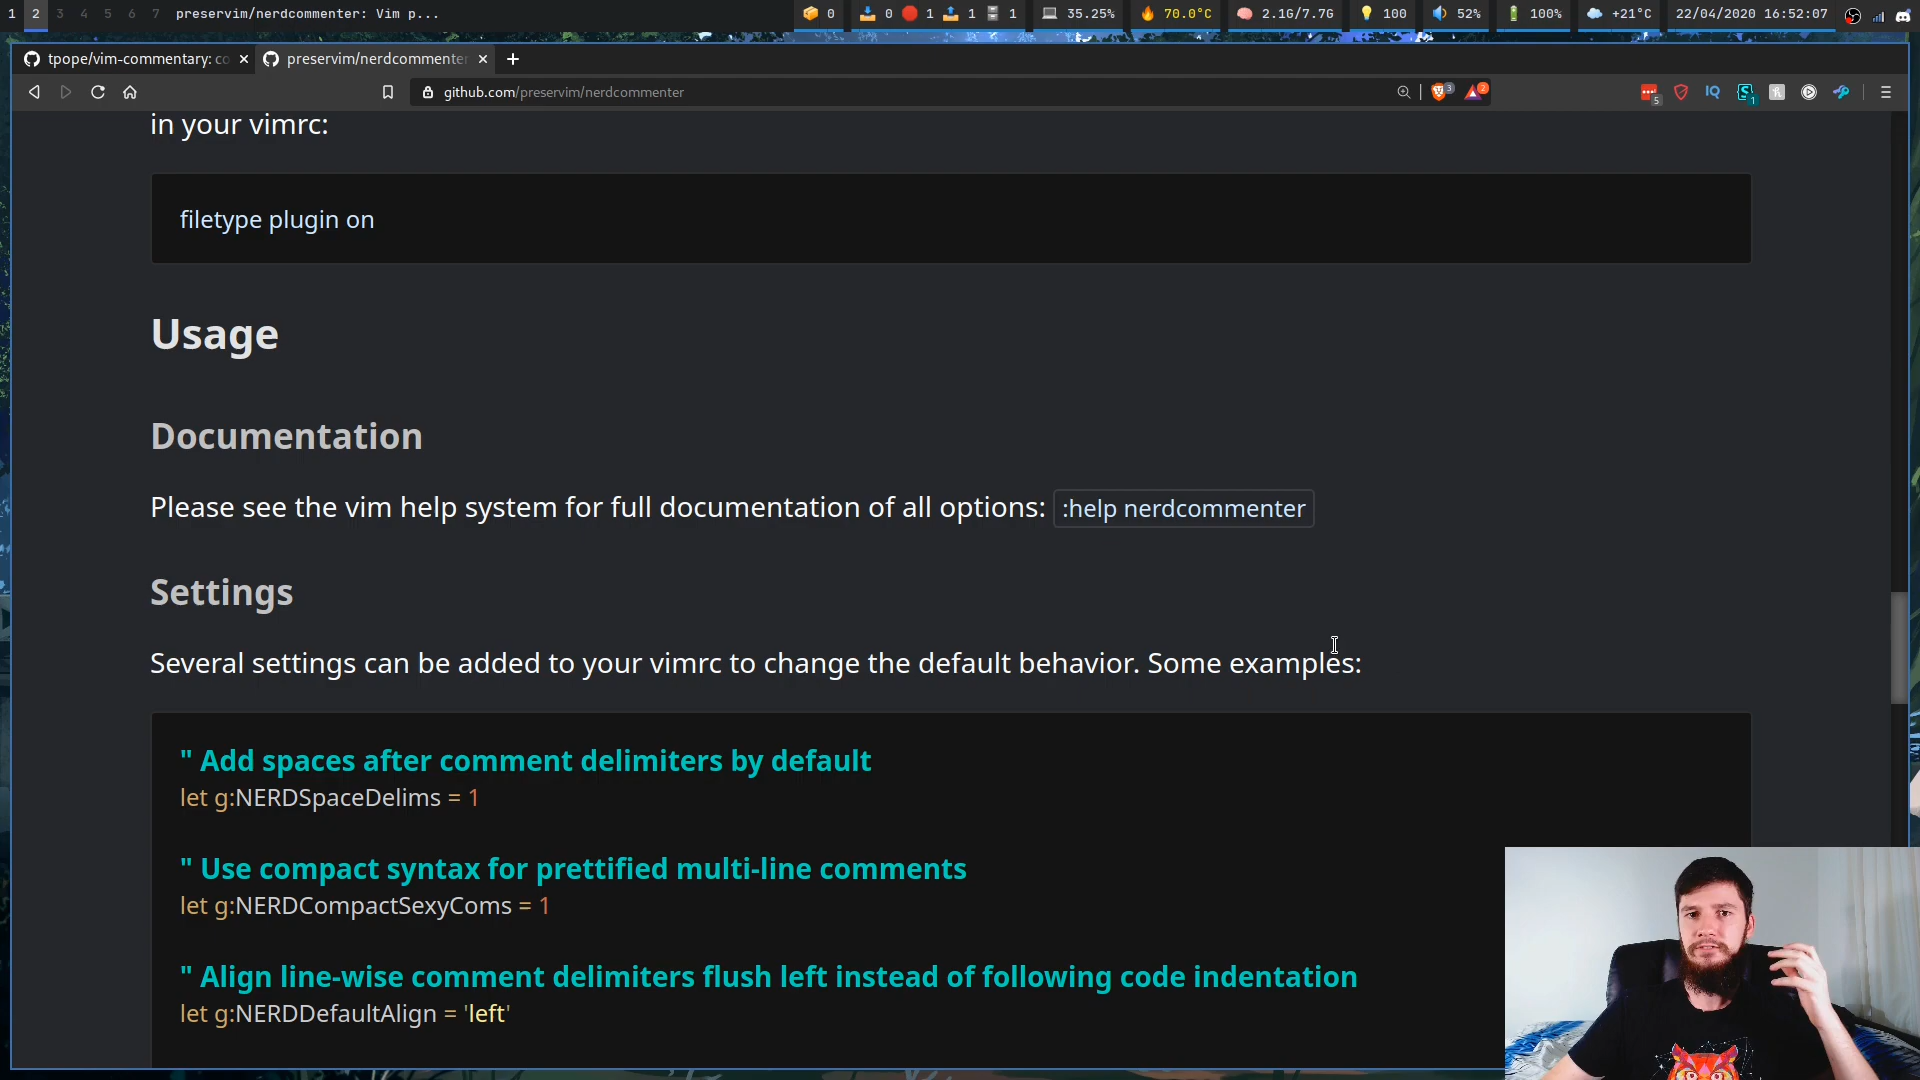 1 2 3 4 5 6 7 preservim/nerdcommenter: Vim p... 0 0 1 1 1 35.25% 70.0°C 2.1G/7.7G 100 52% 100% +21°C 22/04/2020 16:52:07
tpope/vim-commentary: co preservim/nerdcommenter
github.com/preservim/nerdcommenter 3 2 5 IQ 1
in your vimrc:
filetype plugin on
Usage
Documentation
Please see the vim help system for full documentation of all options: :help nerdcommenter
Settings
Several settings can be added to your vimrc to change the default behavior. Some examples:
" Add spaces after comment delimiters by default
let g:NERDSpaceDelims = 1
" Use compact syntax for prettified multi-line comments
let g:NERDCompactSexyComs = 1
" Align line-wise comment delimiters flush left instead of following code indentation
let g:NERDDefaultAlign = 'left'